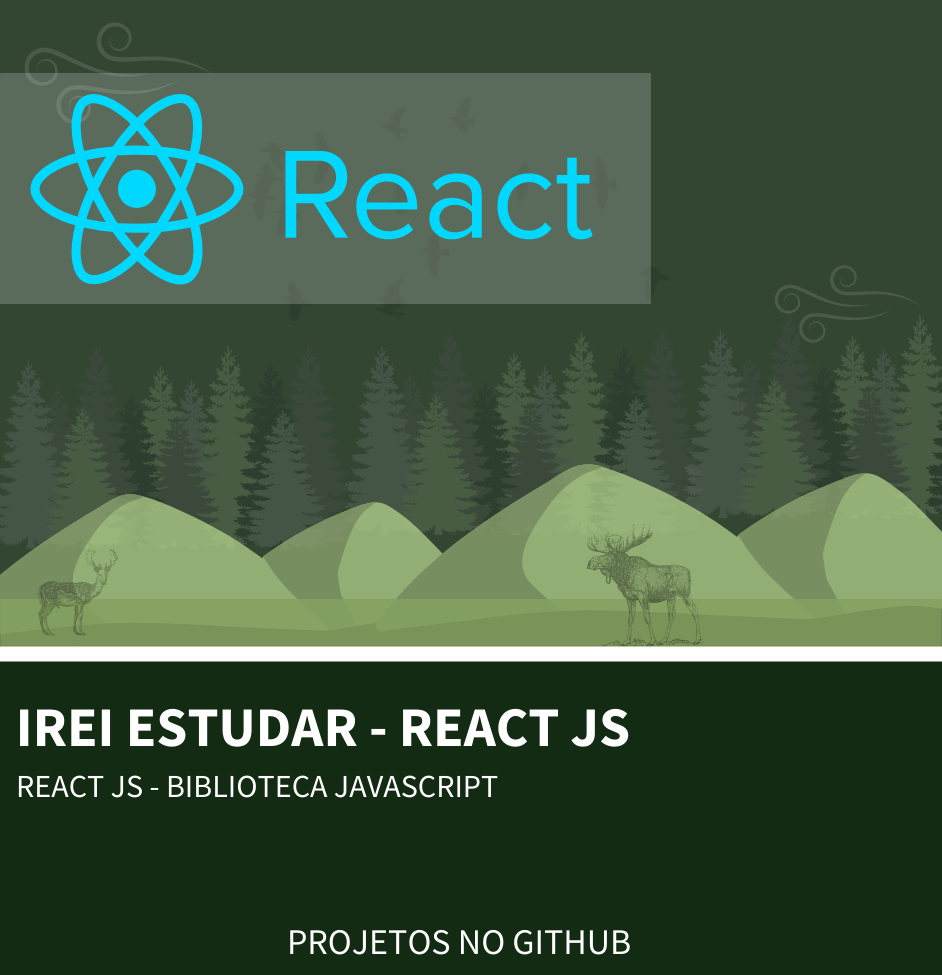 React
IREI ESTUDAR - REACT JS
REACT JS - BIBLIOTECA JAVASCRIPT
PROJETOS NO GITHUB